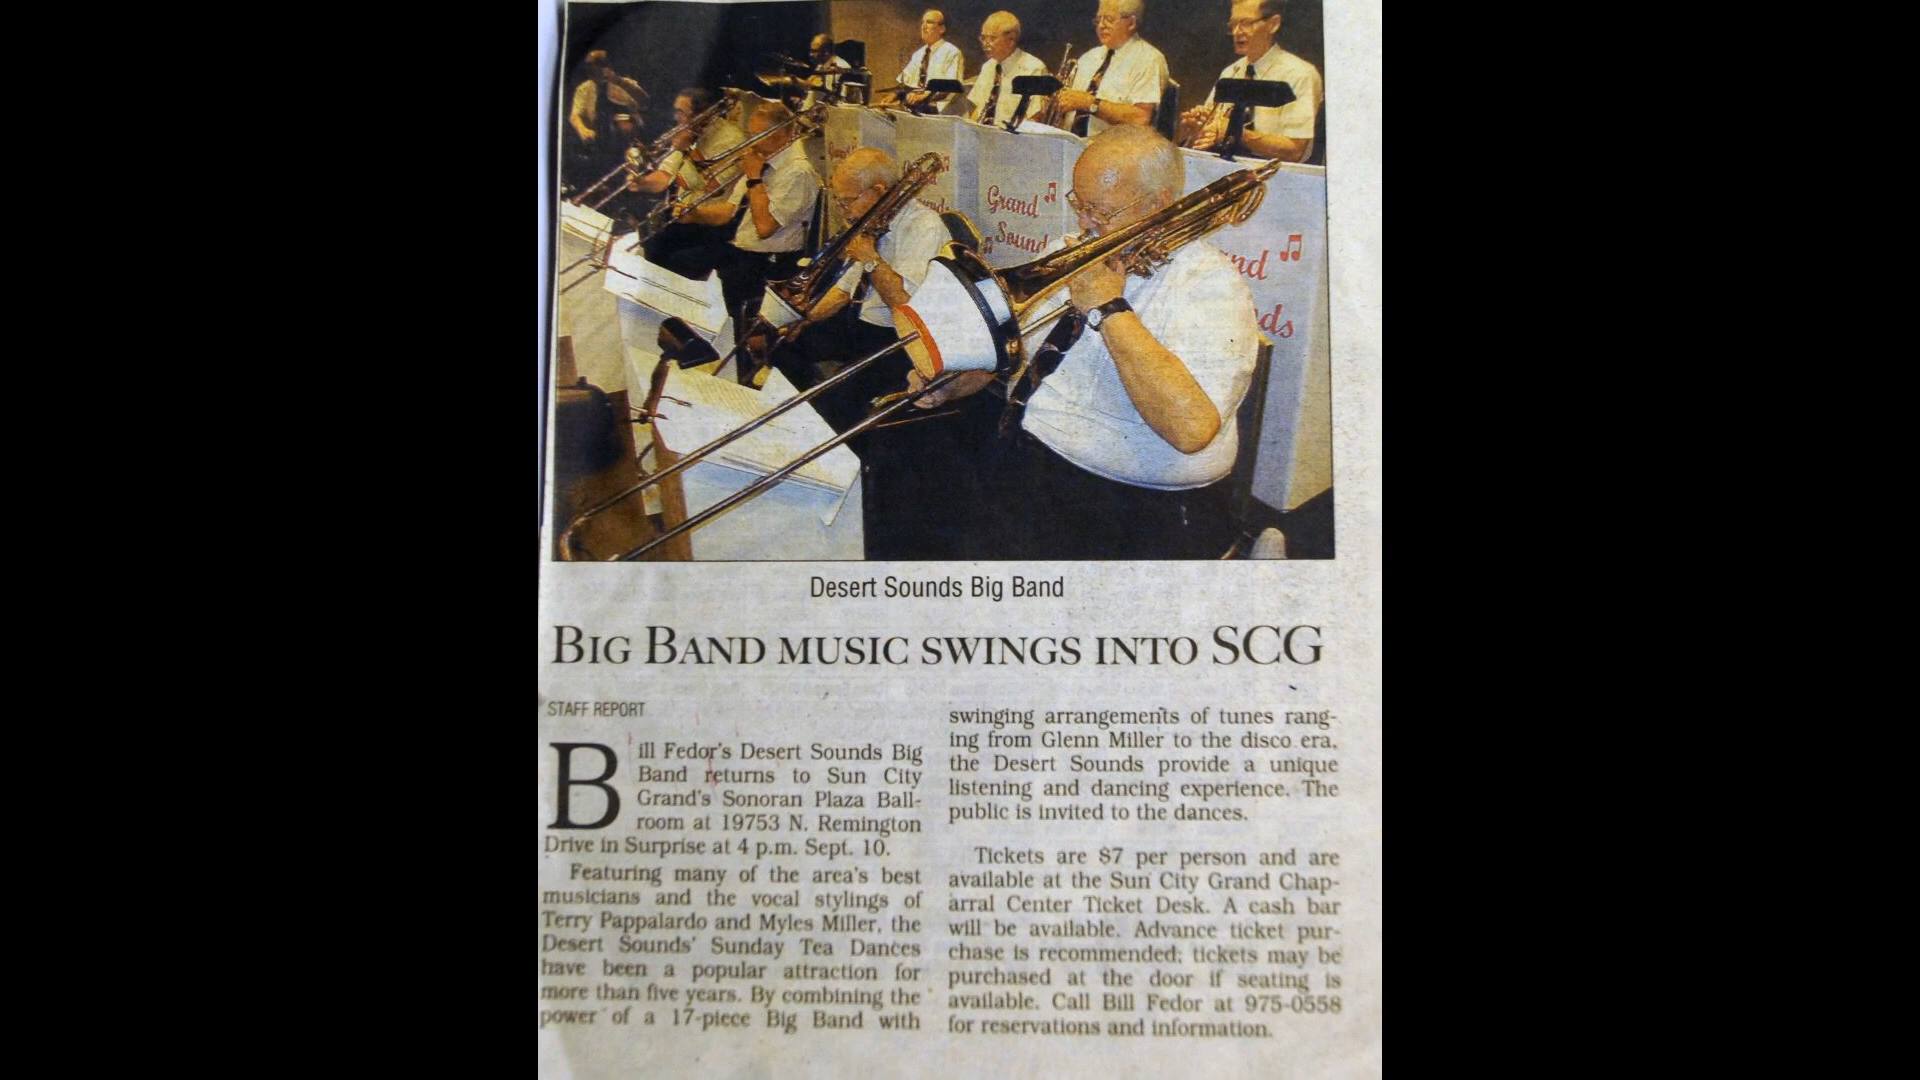 Grand
Sounds
Grand
Sound
nd
ds
Desert Sounds Big Band
BIG BAND MUSIC SWINGS INTO SCG
STAFF REPORT
Bill Fedor's Desert Sounds Big
Band returns to Sun City
Grand's Sonoran Plaza Ball-
room at 19753 N. Remington
Drive in Surprise at 4 p.m. Sept. 10.
Featuring many of the area's best
musicians and the vocal stylings of
Terry Pappalardo and Myles Miller, the
Desert Sounds' Sunday Tea Dances
have been a popular attraction for
more than five years. By combining the
power of a 17-piece Big Band with
swinging arrangements of tunes rang-
ing from Glenn Miller to the disco era,
the Desert Sounds provide a unique
listening and dancing experience. The
public is invited to the dances.
Tickets are $7 per person and are
available at the Sun City Grand Chap-
arral Center Ticket Desk. A cash bar
will be available. Advance ticket pur-
chase is recommended; tickets may be
purchased at the door if seating is
available. Call Bill Fedor at 975-0558
for reservations and information.